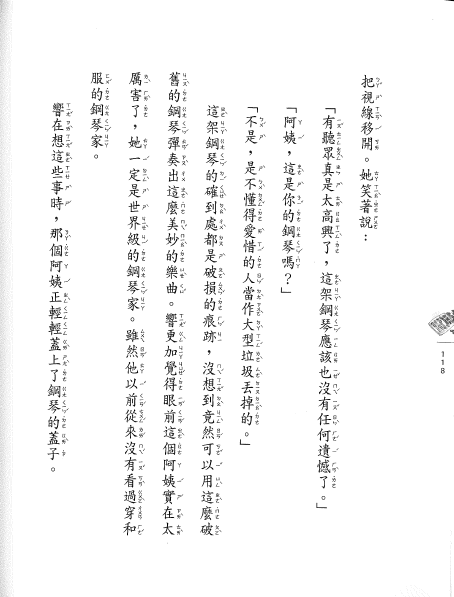 把視線移開。她笑著說：
「有聽眾真是太高興了，這架鋼琴應該也沒有任何遺憾了。」
「阿姨，這是你的鋼琴嗎？」
「不是，是不懂得愛惜的人當作大型垃圾丟掉的。」
這架鋼琴的確到處都是破損的痕跡，沒想到竟然可以用這麼破
舊的鋼琴彈奏出這麼美妙的樂曲。響更加覺得眼前這個阿姨實在太
厲害了，她一定是世界級的鋼琴家。雖然他以前從來沒有看過穿和
服的鋼琴家。
響在想這些事時，那個阿姨正輕輕蓋上了鋼琴的蓋子。
118